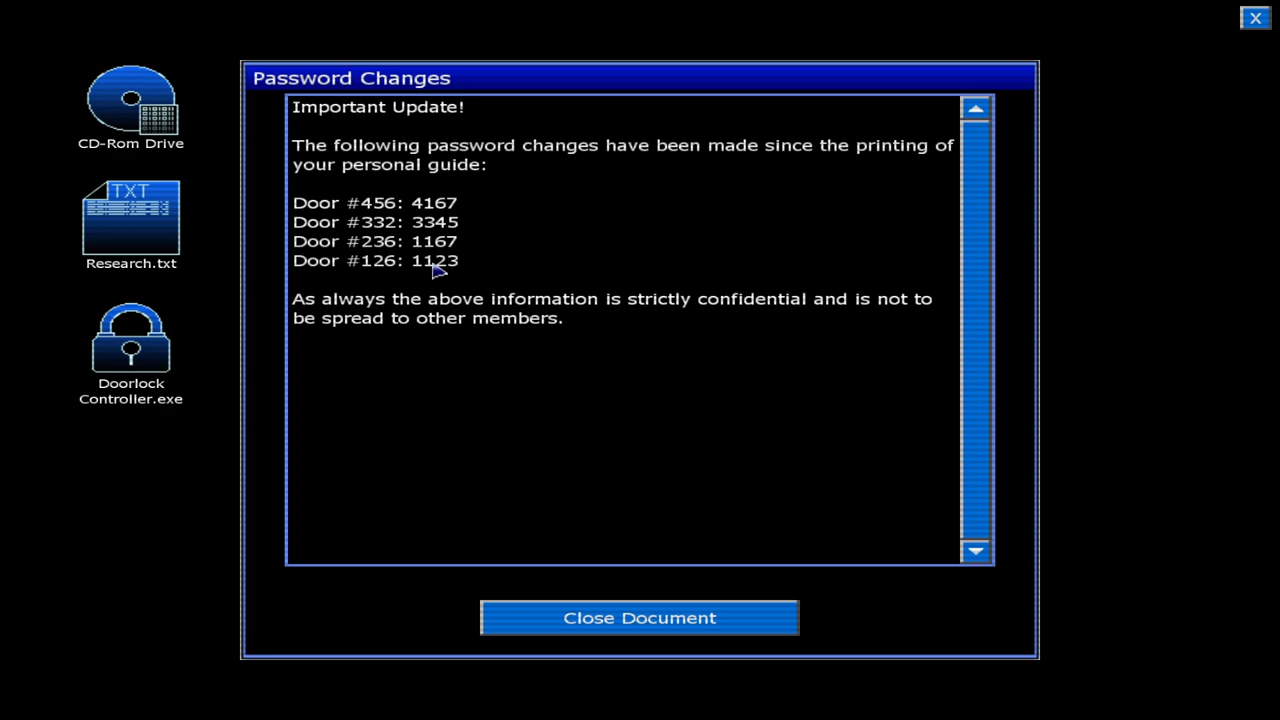 X
Password Changes
Important Update!
The following password changes have been made since the printing of
your personal guide:
Door #456: 4167
Door #332: 3345
Door #236: 1167
Door #126: 1123
As always the above information is strictly confidential and is not to
be spread to other members.
Close Document
CD-Rom Drive
TXT
Research.txt
Doorlock
Controller.exe